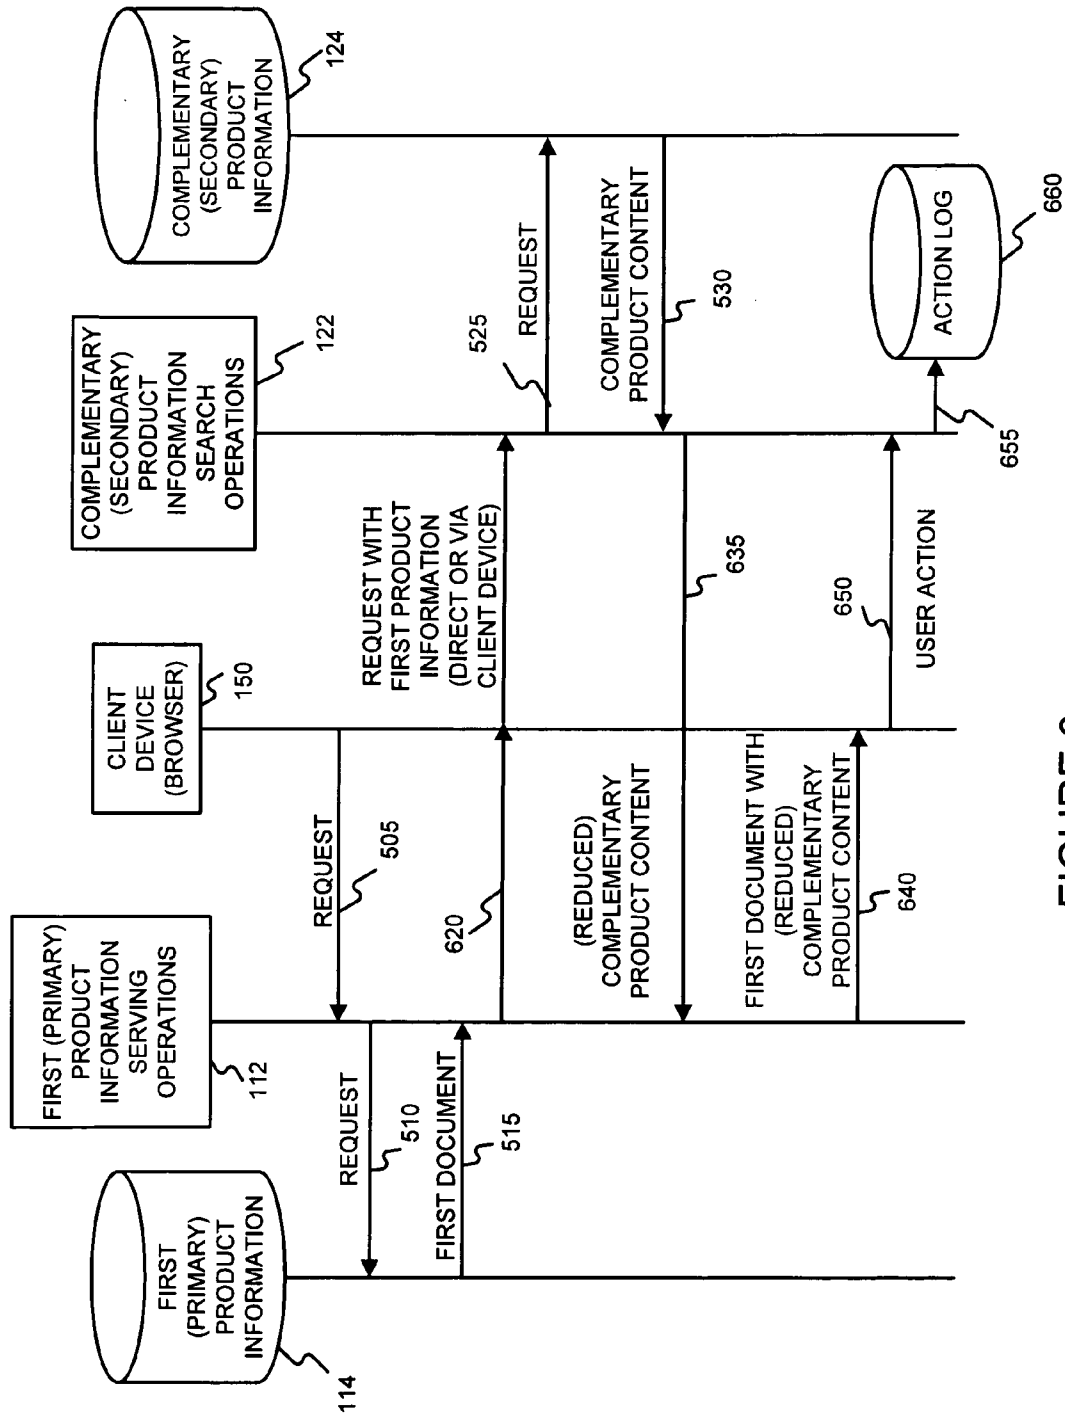 FIRST
(PRIMARY)
PRODUCT
INFORMATION
114
FIRST (PRIMARY)
PRODUCT
INFORMATION
SERVING
OPERATIONS
112
CLIENT
DEVICE
(BROWSER)
150
COMPLEMENTARY
(SECONDARY)
PRODUCT
INFORMATION
SEARCH
OPERATIONS
122
COMPLEMENTARY
(SECONDARY)
PRODUCT
INFORMATION
124
REQUEST
505
REQUEST
510
FIRST DOCUMENT
515
620
REQUEST WITH
FIRST PRODUCT
INFORMATION
(DIRECT OR VIA
CLIENT DEVICE)
525
REQUEST
COMPLEMENTARY
PRODUCT CONTENT
530
(REDUCED)
COMPLEMENTARY
PRODUCT CONTENT
635
FIRST DOCUMENT WITH
(REDUCED)
COMPLEMENTARY
PRODUCT CONTENT
640
650
USER ACTION
655
ACTION LOG
660
FIGURE